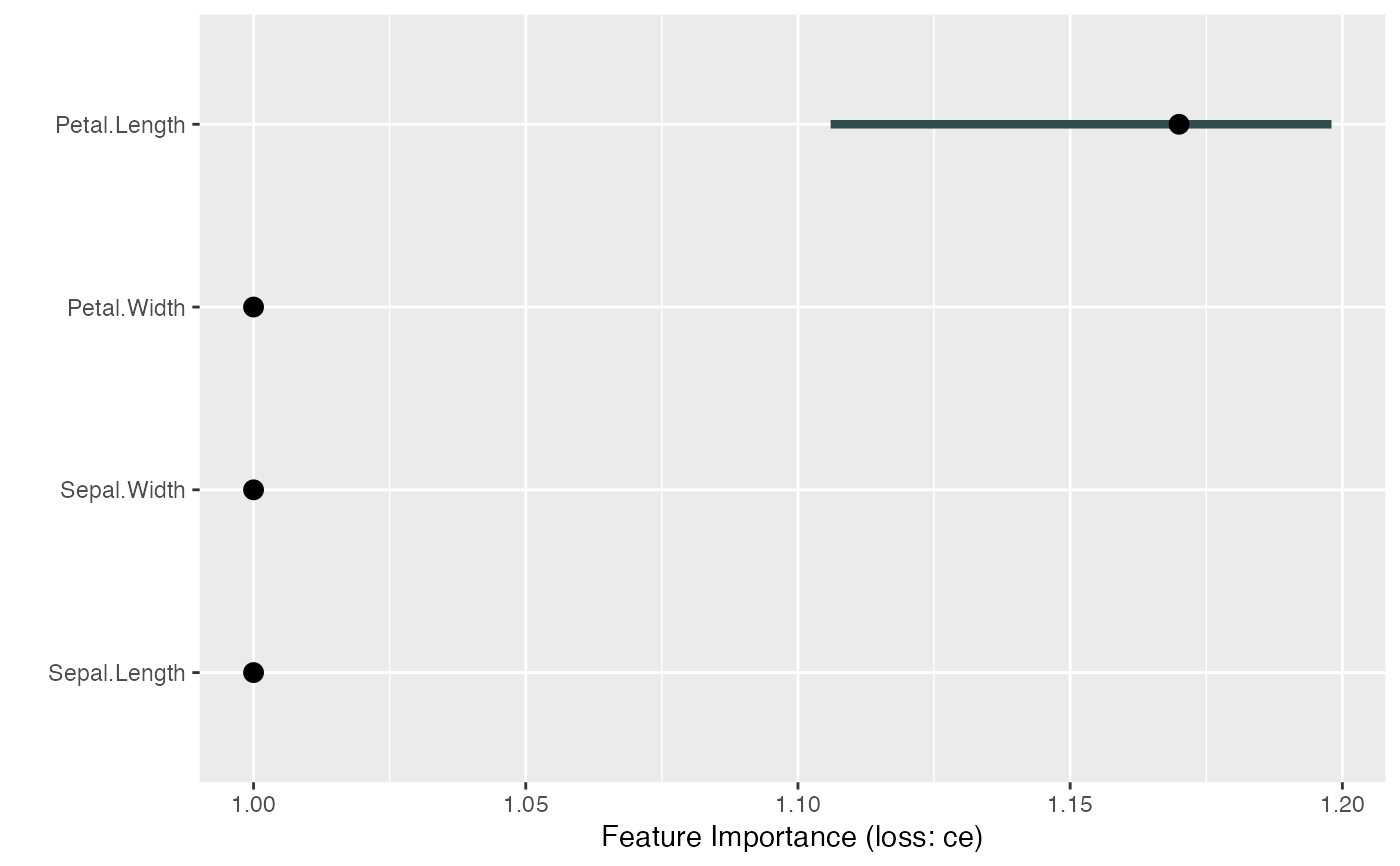 Petal.Length
Petal.Width
Sepal.Width
Sepal.Length
1.00 1.05 1.10 1.15 1.20
Feature Importance (loss: ce)